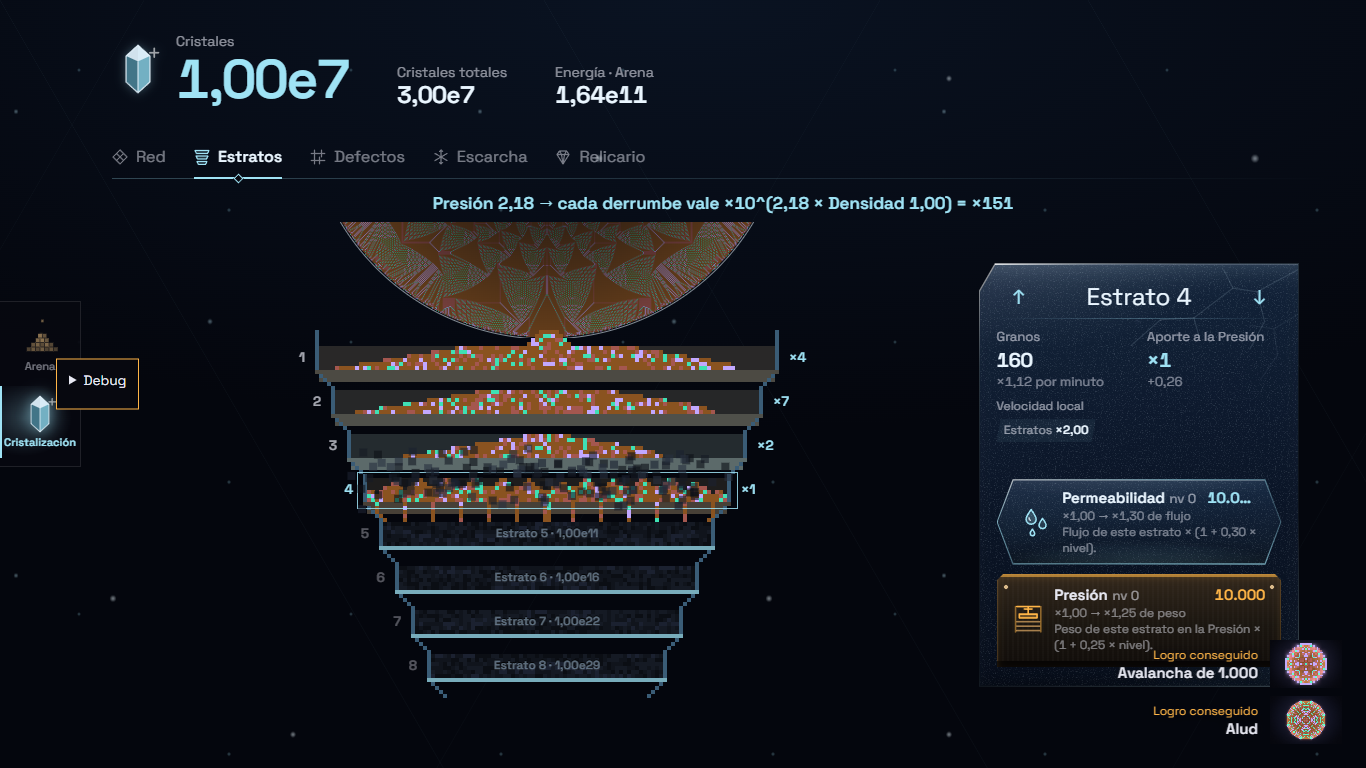 Cristales
1,00e7
Cristales totales
3,00e7
Energía · Arena
1,64e11
Red
Estratos
Defectos
Escarcha
Relicario
Presión 2,18 → cada derrumbe vale ×10^(2,18 × Densidad 1,00) = ×151
Arena
Debug
Cristalización
1
×4
2
×7
3
×2
4
×1
5
Estrato 5 · 1,00e11
6
Estrato 6 · 1,00e16
7
Estrato 7 · 1,00e22
8
Estrato 8 · 1,00e29
↑ Estrato 4 ↓
Granos
160
×1,12 por minuto
Aporte a la Presión
×1
+0,26
Velocidad local
Estratos ×2,00
Permeabilidad nv 0 10.0...
×1,00 → ×1,30 de flujo
Flujo de este estrato × (1 + 0,30 ×
nivel).
Presión nv 0 10.000
×1,00 → ×1,25 de peso
Peso de este estrato en la Presión ×
(1 + 0,25 × nivel).
Logro conseguido
Avalancha de 1.000
Logro conseguido
Alud